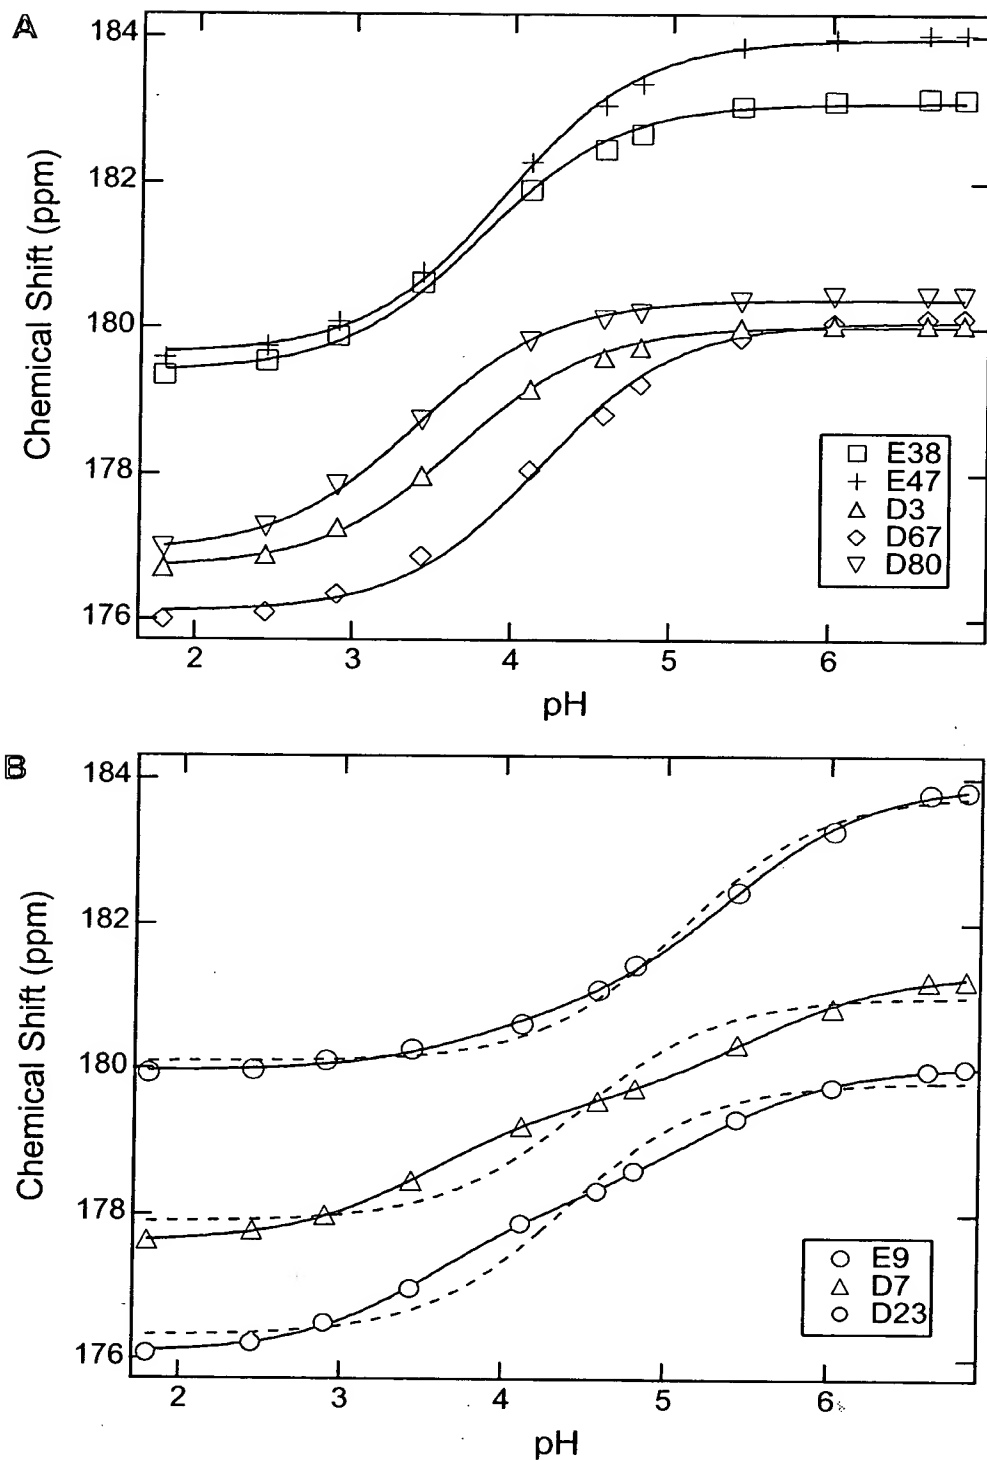 A
184
182
180
178
176
Chemical Shift (ppm)
E38
E47
D3
D67
D80
2 3 4 5 6
pH
B
184
182
180
178
176
Chemical Shift (ppm)
E9
D7
D23
2 3 4 5 6
pH